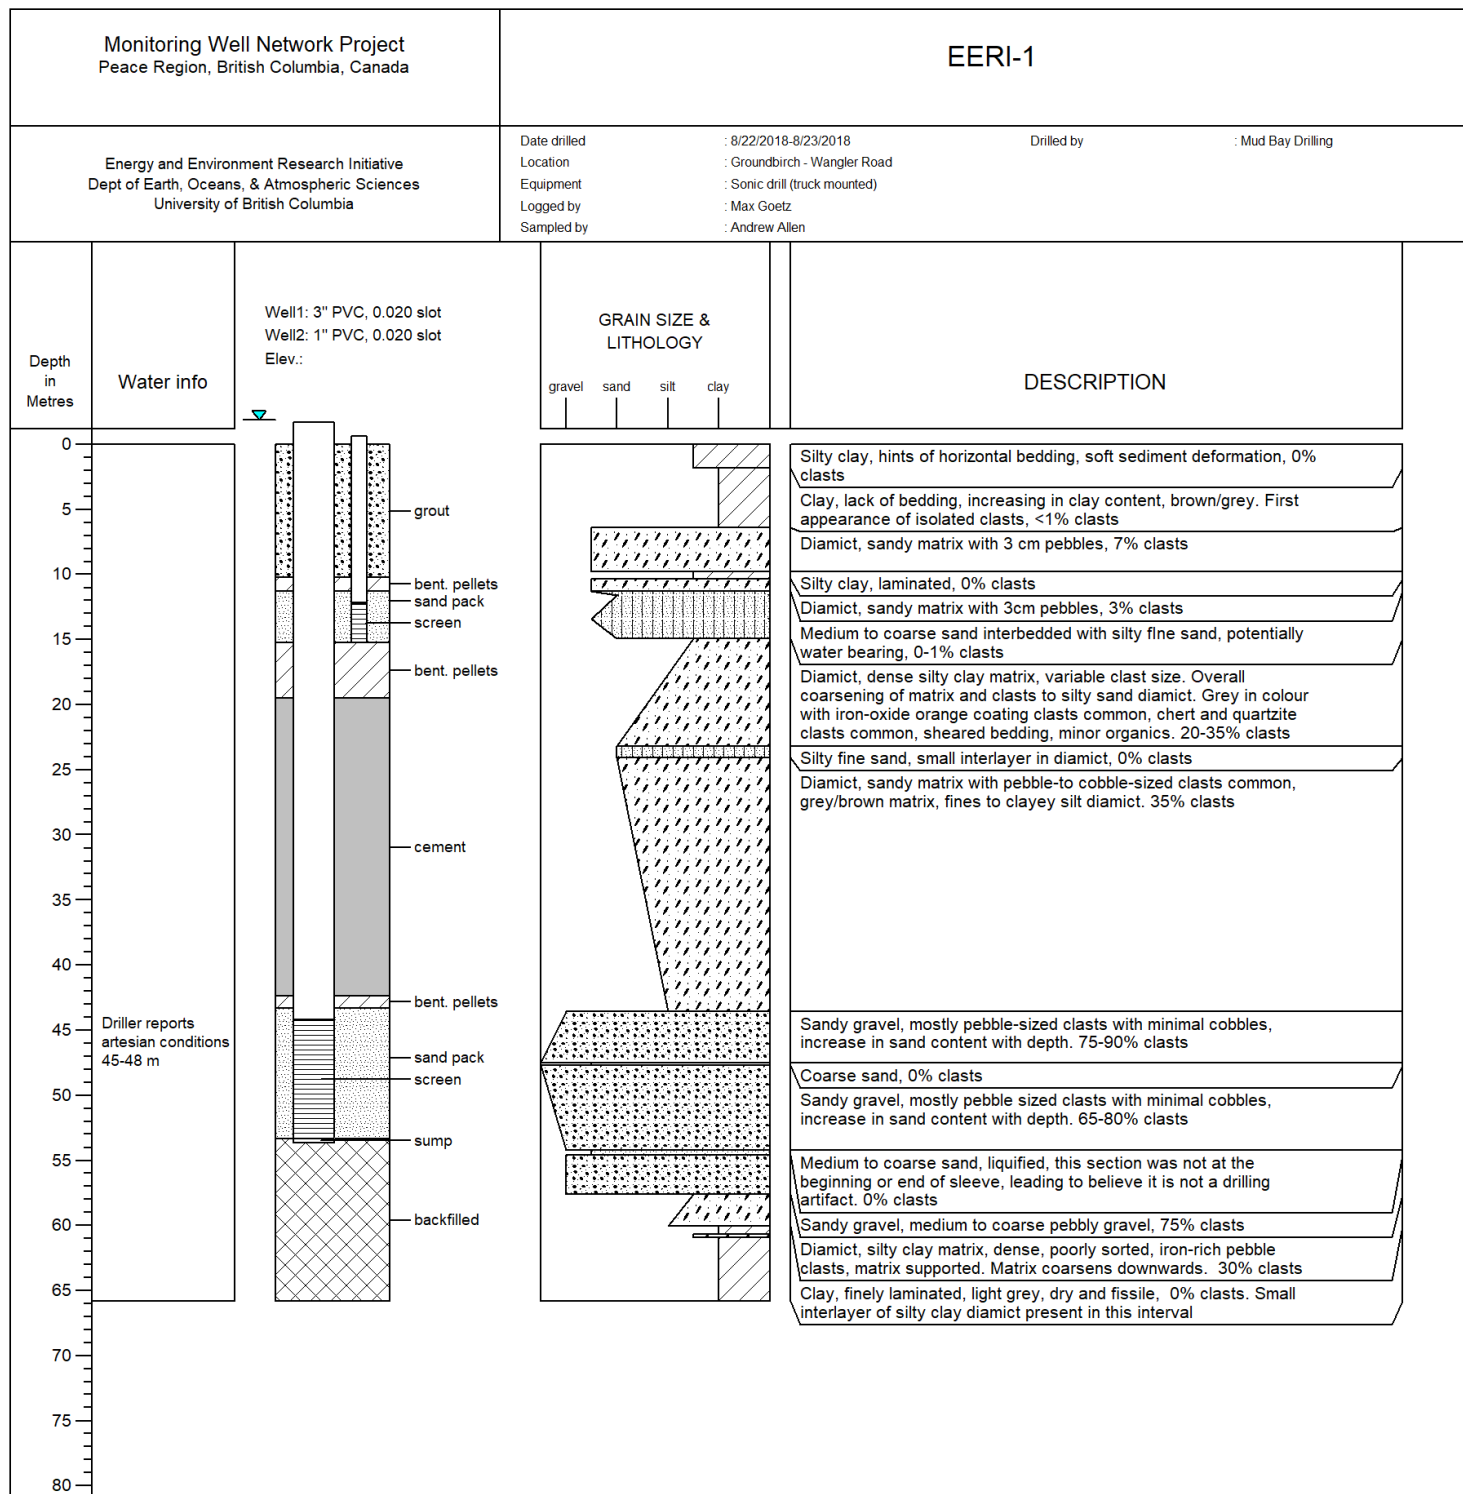 Monitoring Well Network Project
Peace Region, British Columbia, Canada
EERI-1
Energy and Environment Research Initiative
Dept of Earth, Oceans, & Atmospheric Sciences
University of British Columbia
Date drilled : 8/22/2018-8/23/2018 Drilled by : Mud Bay Drilling
Location : Groundbirch - Wangler Road
Equipment : Sonic drill (truck mounted)
Logged by : Max Goetz
Sampled by : Andrew Allen
Depth
in
Metres
Water info
Well1: 3" PVC, 0.020 slot
Well2: 1" PVC, 0.020 slot
Elev.:
GRAIN SIZE &
LITHOLOGY
gravel sand silt clay
DESCRIPTION
0
5
10
15
20
25
30
35
40
45
50
55
60
65
70
75
80
Driller reports
artesian conditions
45-48 m
grout
bent. pellets
sand pack
screen
bent. pellets
cement
bent. pellets
sand pack
screen
sump
backfilled
Silty clay, hints of horizontal bedding, soft sediment deformation, 0%
clasts
Clay, lack of bedding, increasing in clay content, brown/grey. First
appearance of isolated clasts, <1% clasts
Diamict, sandy matrix with 3 cm pebbles, 7% clasts
Silty clay, laminated, 0% clasts
Diamict, sandy matrix with 3cm pebbles, 3% clasts
Medium to coarse sand interbedded with silty fine sand, potentially
water bearing, 0-1% clasts
Diamict, dense silty clay matrix, variable clast size. Overall
coarsening of matrix and clasts to silty sand diamict. Grey in colour
with iron-oxide orange coating clasts common, chert and quartzite
clasts common, sheared bedding, minor organics. 20-35% clasts
Silty fine sand, small interlayer in diamict, 0% clasts
Diamict, sandy matrix with pebble-to cobble-sized clasts common,
grey/brown matrix, fines to clayey silt diamict. 35% clasts
Sandy gravel, mostly pebble-sized clasts with minimal cobbles,
increase in sand content with depth. 75-90% clasts
Coarse sand, 0% clasts
Sandy gravel, mostly pebble sized clasts with minimal cobbles,
increase in sand content with depth. 65-80% clasts
Medium to coarse sand, liquified, this section was not at the
beginning or end of sleeve, leading to believe it is not a drilling
artifact. 0% clasts
Sandy gravel, medium to coarse pebbly gravel, 75% clasts
Diamict, silty clay matrix, dense, poorly sorted, iron-rich pebble
clasts, matrix supported. Matrix coarsens downwards. 30% clasts
Clay, finely laminated, light grey, dry and fissile, 0% clasts. Small
interlayer of silty clay diamict present in this interval